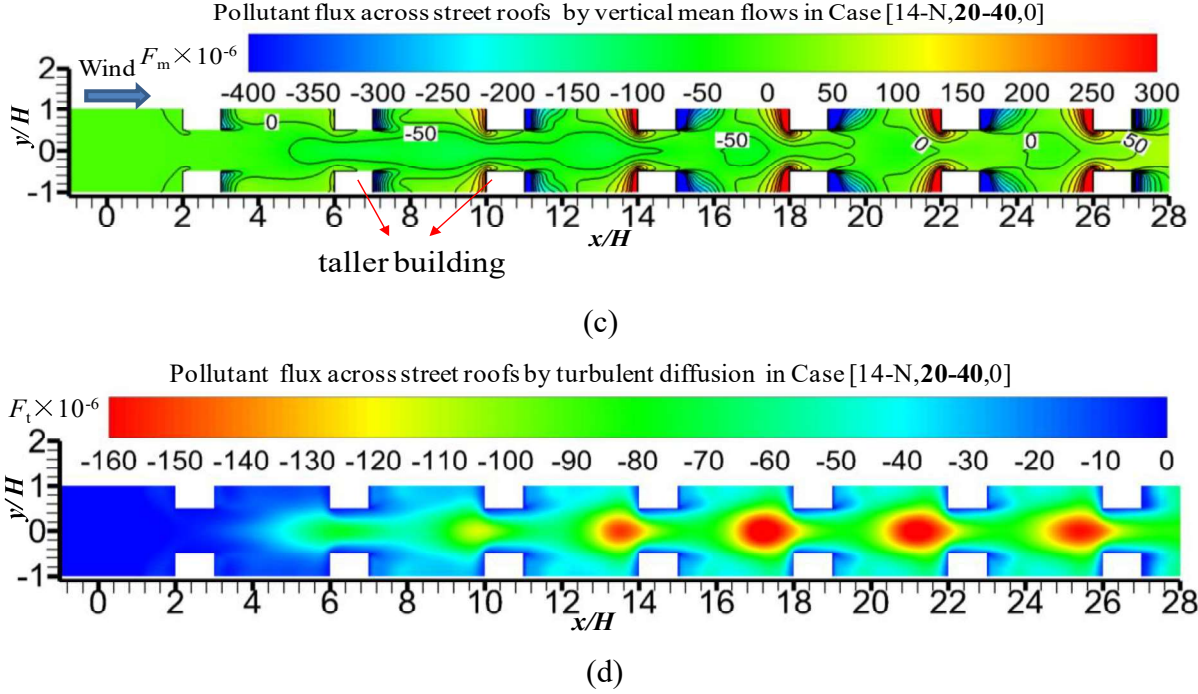 Pollutant flux across street roofs by vertical mean flows in Case [14-N,20-40,0]
Wind F_m×10^-6
-400 -350 -300 -250 -200 -150 -100 -50 0 50 100 150 200 250 300
y/H
2
1
0
-1
0 -50 -50 0 0 50
0 2 4 6 8 10 12 14 16 18 20 22 24 26 28
x/H
taller building
(c)
Pollutant flux across street roofs by turbulent diffusion in Case [14-N,20-40,0]
F_t×10^-6
-160 -150 -140 -130 -120 -110 -100 -90 -80 -70 -60 -50 -40 -30 -20 -10 0
y/H
2
1
0
-1
0 2 4 6 8 10 12 14 16 18 20 22 24 26 28
x/H
(d)